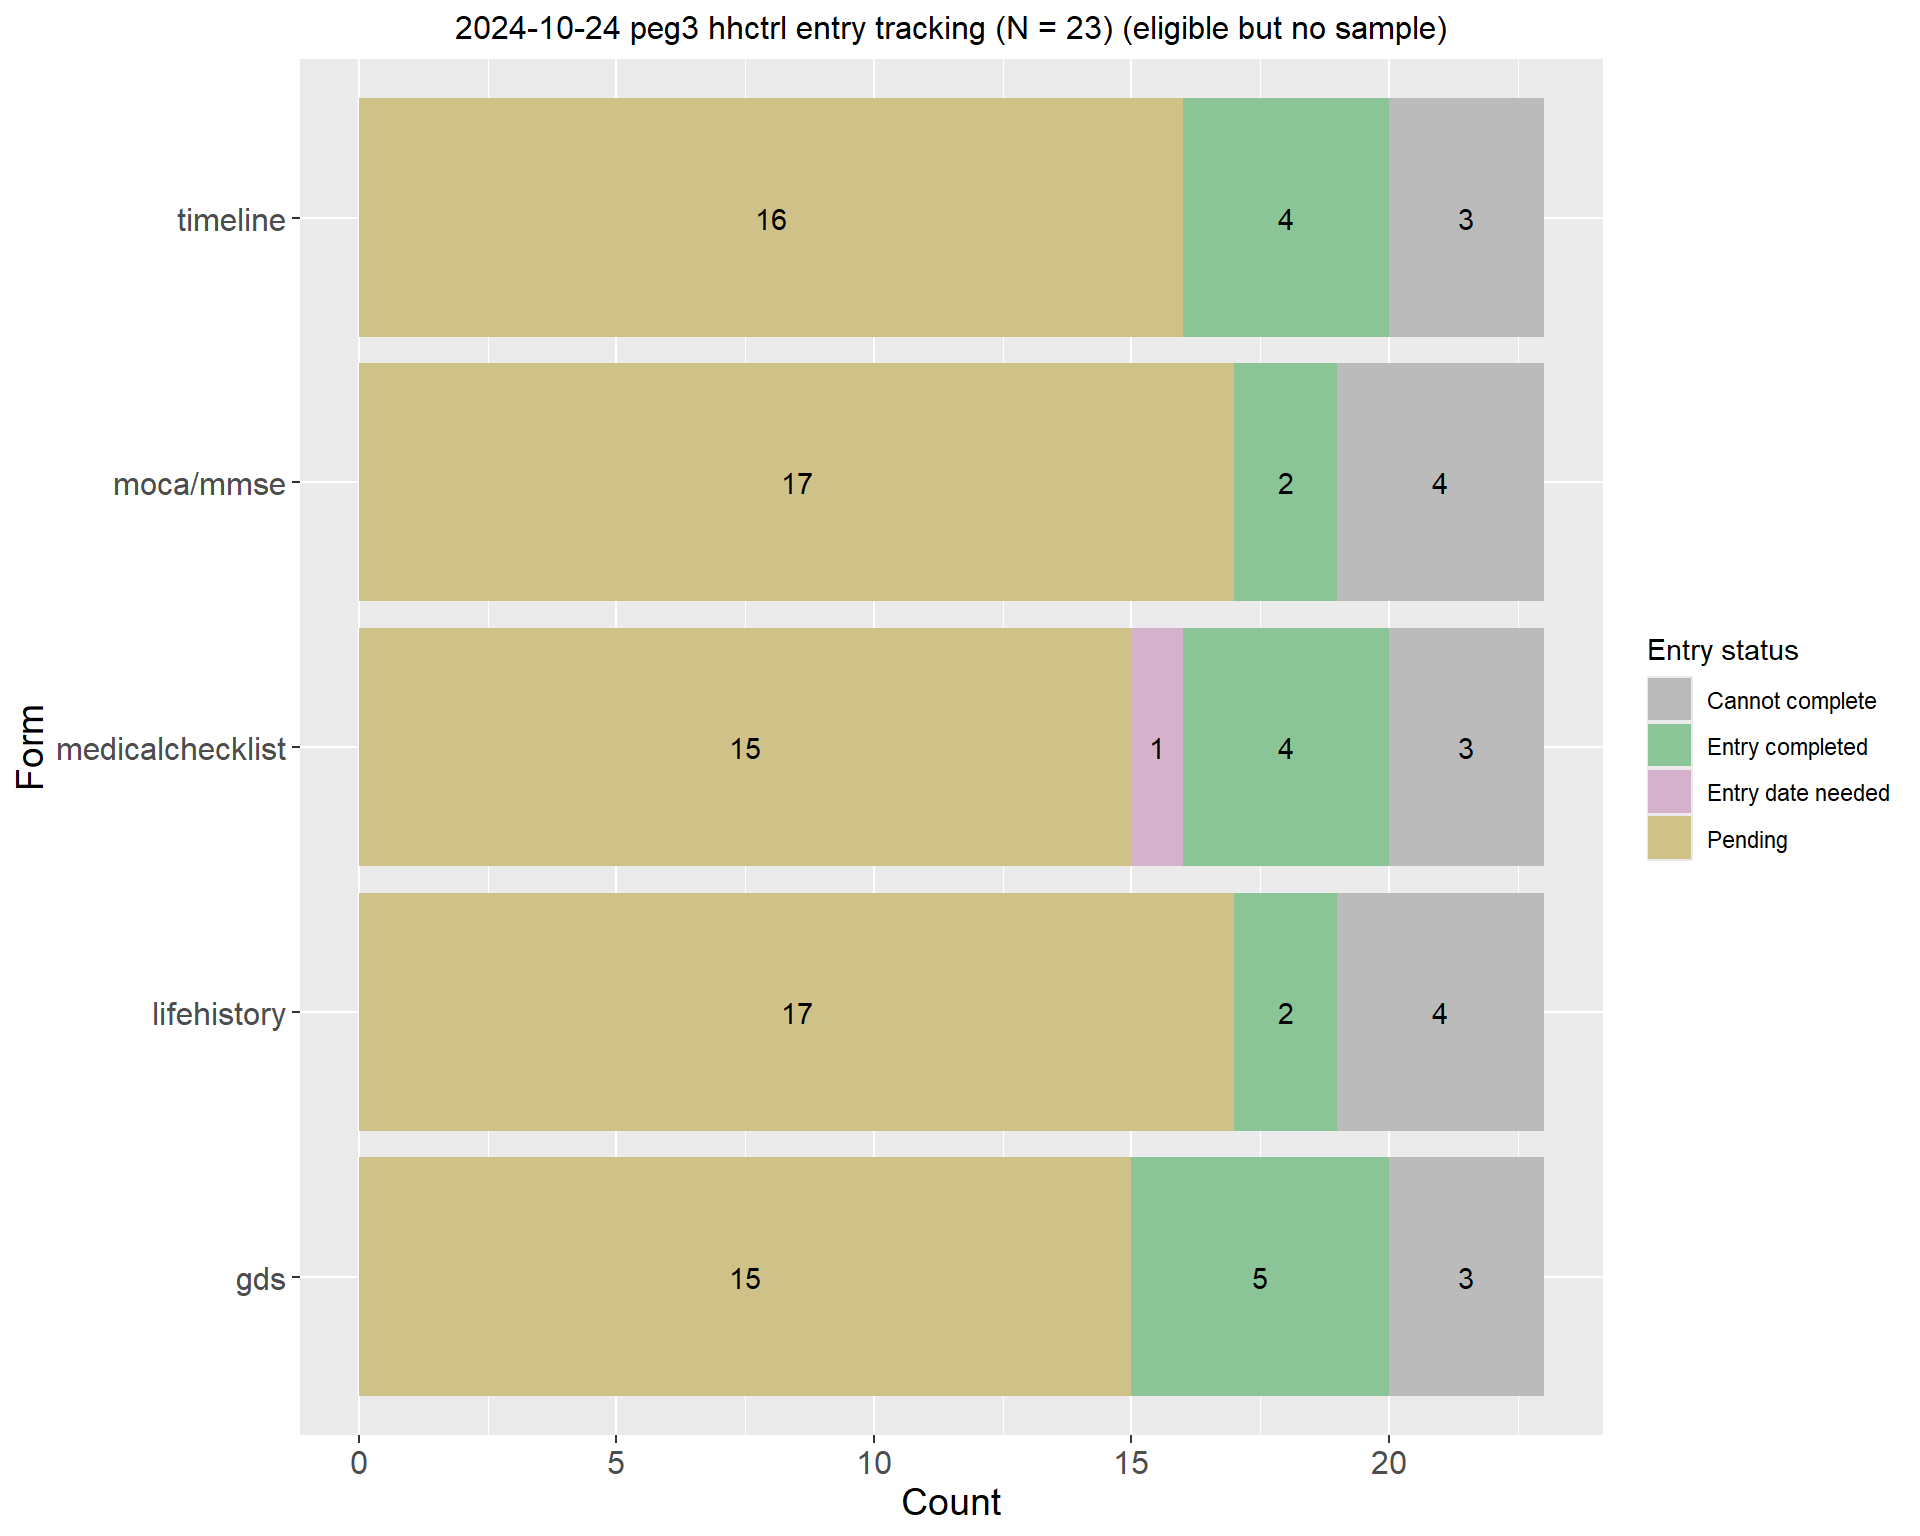 2024-10-24 peg3 hhctrl entry tracking (N = 23) (eligible but no sample)
Form
timeline
16 4 3
moca/mmse
17 2 4
medicalchecklist
15 1 4 3
lifehistory
17 2 4
gds
15 5 3
0 5 10 15 20
Count
Entry status
Cannot complete
Entry completed
Entry date needed
Pending